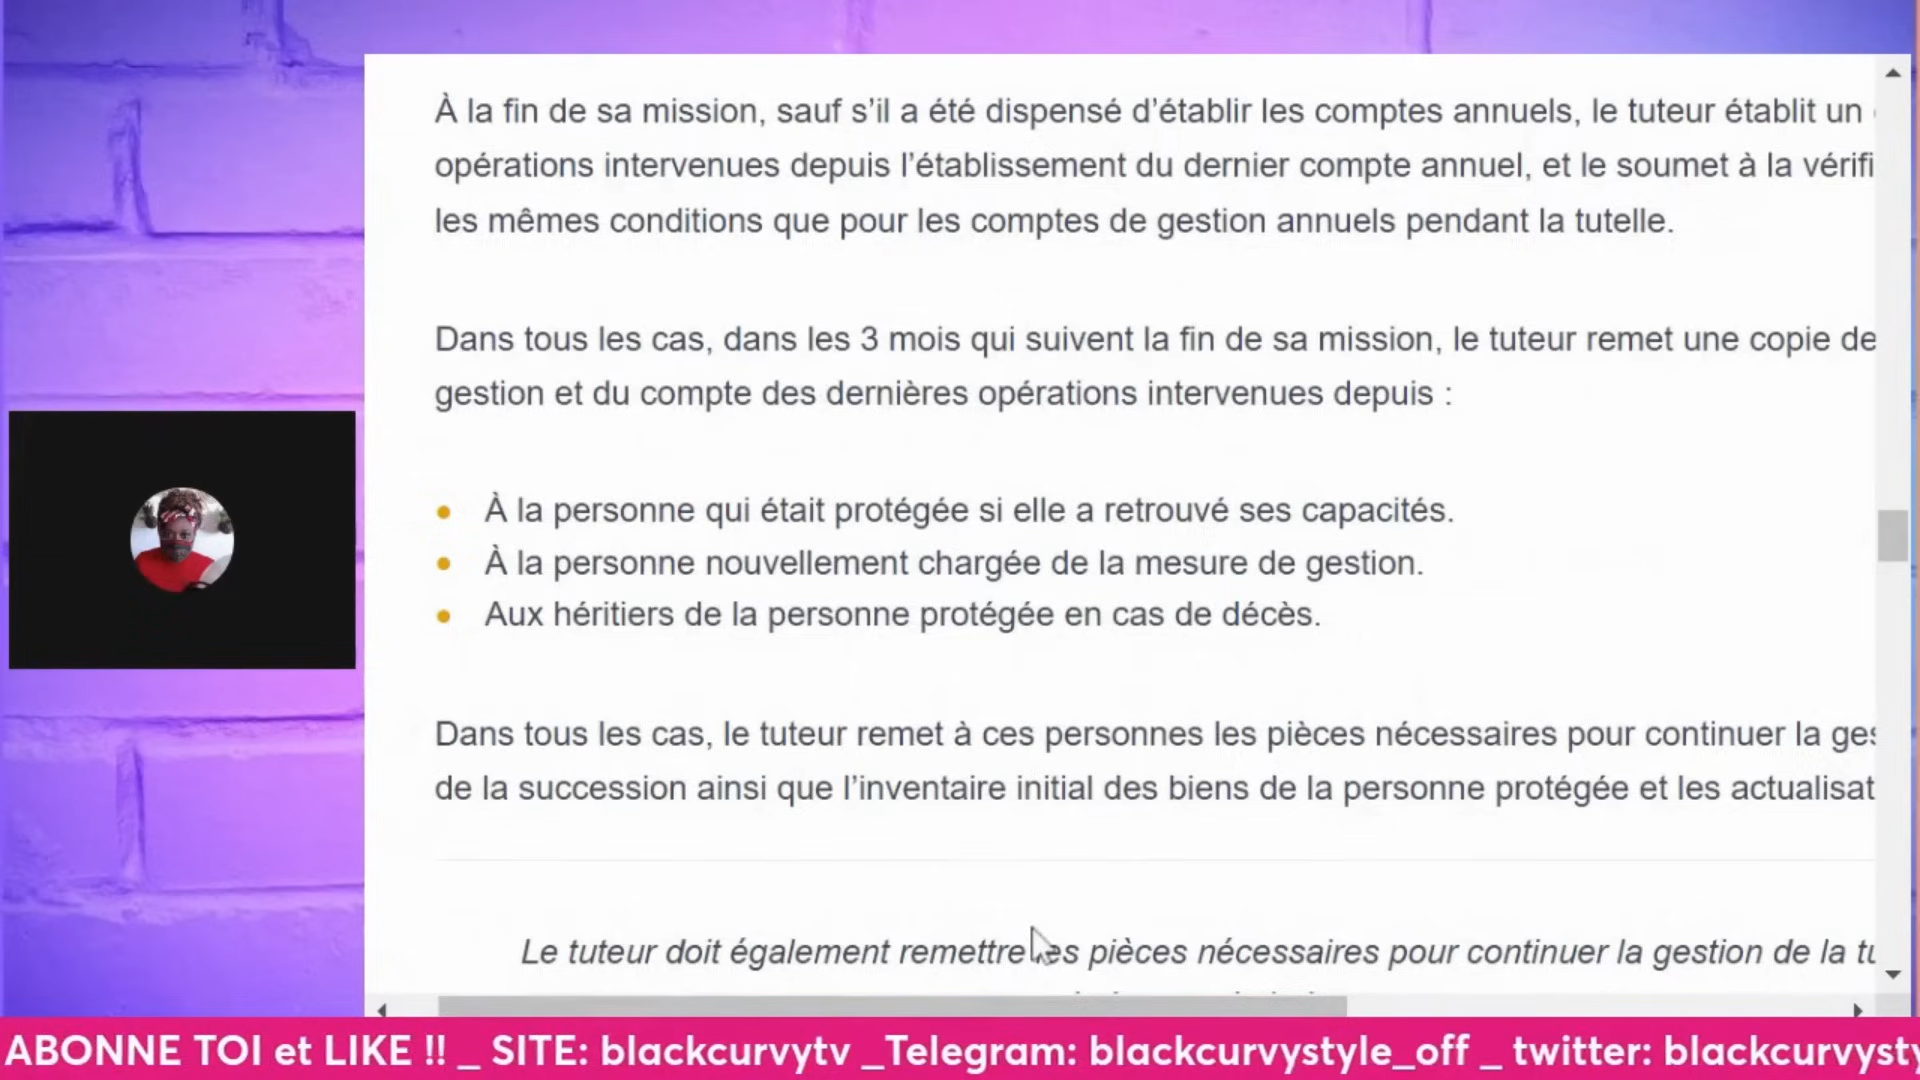 À la fin de sa mission, sauf s’il a été dispensé d’établir les comptes annuels, le tuteur établit un
opérations intervenues depuis l’établissement du dernier compte annuel, et le soumet à la vérifi
les mêmes conditions que pour les comptes de gestion annuels pendant la tutelle.
Dans tous les cas, dans les 3 mois qui suivent la fin de sa mission, le tuteur remet une copie de
gestion et du compte des dernières opérations intervenues depuis :
• À la personne qui était protégée si elle a retrouvé ses capacités.
• À la personne nouvellement chargée de la mesure de gestion.
• Aux héritiers de la personne protégée en cas de décès.
Dans tous les cas, le tuteur remet à ces personnes les pièces nécessaires pour continuer la ges
de la succession ainsi que l’inventaire initial des biens de la personne protégée et les actualisat
Le tuteur doit également remettre les pièces nécessaires pour continuer la gestion de la tu
ABONNE TOI et LIKE !! _ SITE: blackcurvytv _Telegram: blackcurvystyle_off _ twitter: blackcurvysty